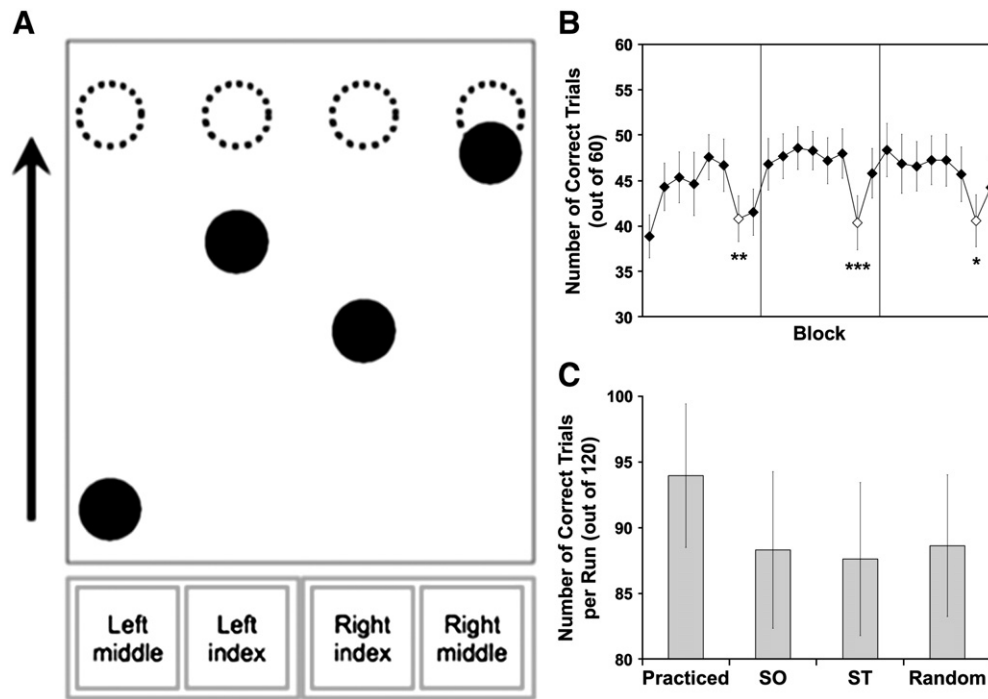 A
Left
middle
Left
index
Right
index
Right
middle
B
Number of Correct Trials
(out of 60)
60
55
50
45
40
35
30
**
***
*
Block
C
Number of Correct Trials
per Run (out of 120)
100
95
90
85
80
Practiced SO ST Random